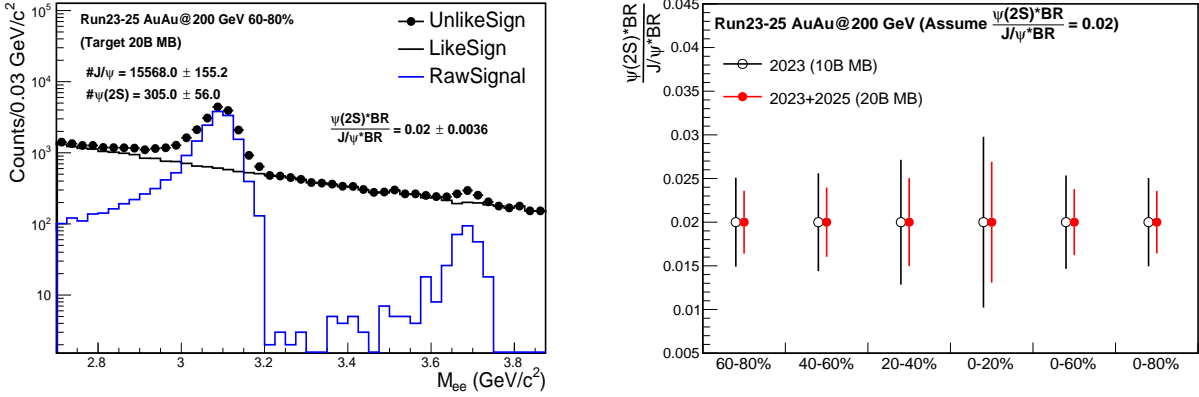 Run23-25 AuAu@200 GeV 60-80%
(Target 20B MB)
#J/ψ = 15568.0 ± 155.2
#ψ(2S) = 305.0 ± 56.0
UnlikeSign
LikeSign
RawSignal
ψ(2S)*BR
J/ψ*BR
= 0.02 ± 0.0036
Counts/0.03 GeV/c²
10⁵
10⁴
10³
10²
10
2.8 3 3.2 3.4 3.6 3.8
Mₑₑ (GeV/c²)
ψ(2S)*BR
J/ψ*BR
Run23-25 AuAu@200 GeV (Assume ψ(2S)*BR
J/ψ*BR
= 0.02)
2023 (10B MB)
2023+2025 (20B MB)
0.045
0.04
0.035
0.03
0.025
0.02
0.015
0.01
0.005
60-80% 40-60% 20-40% 0-20% 0-60% 0-80%